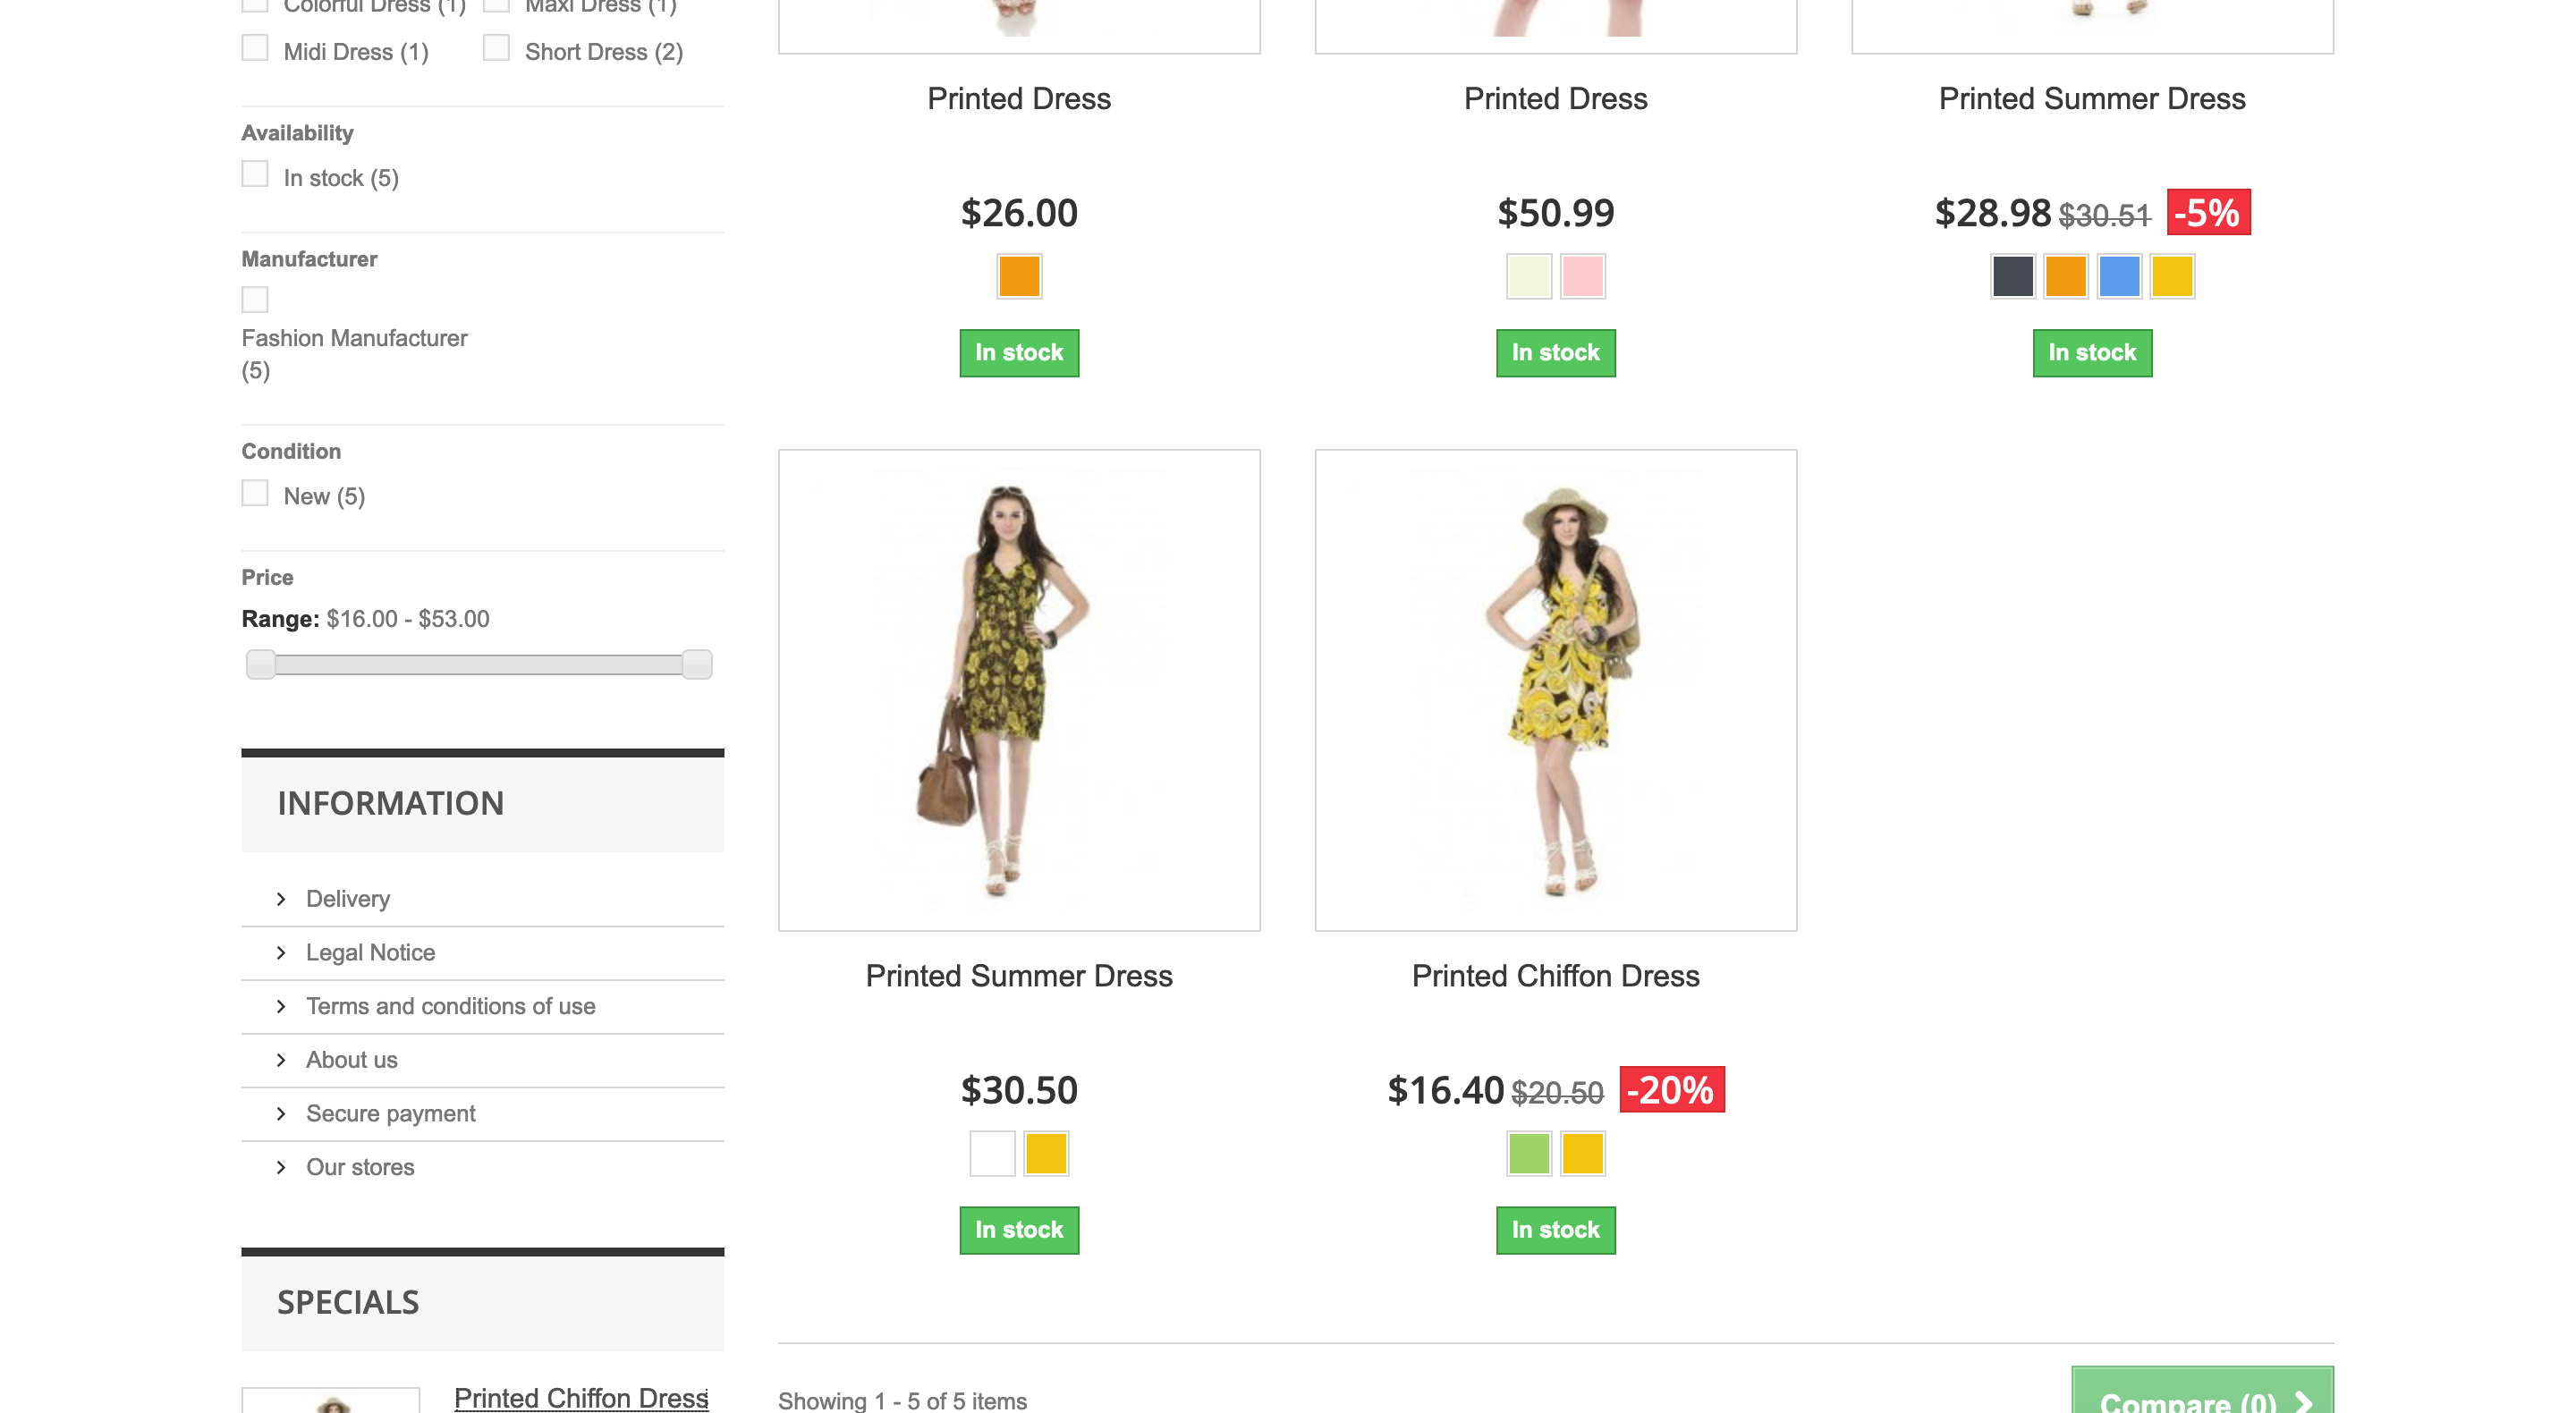 Colorful Dress (1) Maxi Dress (1)
Midi Dress (1) Short Dress (2)
Availability
In stock (5)
Manufacturer
Fashion Manufacturer
(5)
Condition
New (5)
Price
Range: $16.00 - $53.00
INFORMATION
Delivery
Legal Notice
Terms and conditions of use
About us
Secure payment
Our stores
SPECIALS
Printed Chiffon Dress
Printed Dress
$26.00
In stock
Printed Dress
$50.99
In stock
Printed Summer Dress
$28.98 $30.51 -5%
In stock
Printed Summer Dress
$30.50
In stock
Printed Chiffon Dress
$16.40 $20.50 -20%
In stock
Showing 1 - 5 of 5 items
Compare (0)